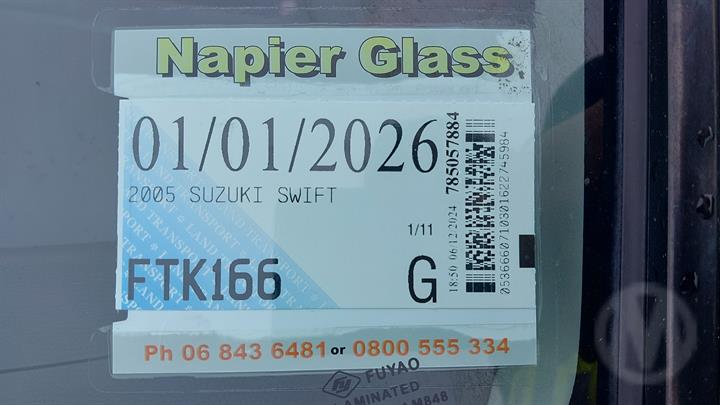 Napier Glass
01/01/2026
2005 SUZUKI SWIFT
1/11
FTK166
G
785057884
18:50 06/12/2024
Ph 06 843 6481 or 0800 555 334
FUYAO
LAMINATED
M